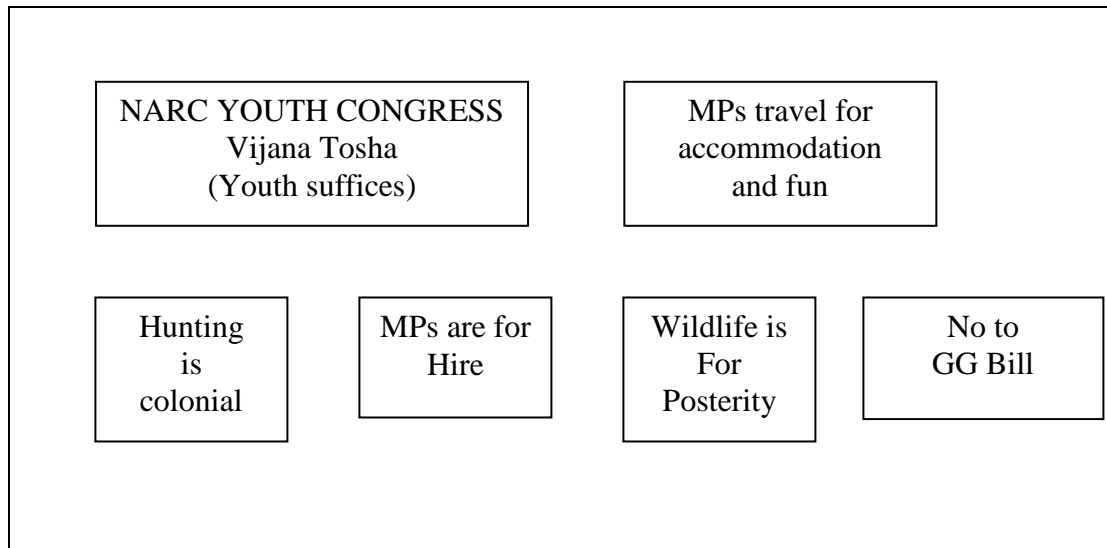 NARC YOUTH CONGRESS
Vijana Tosha
(Youth suffices)
MPs travel for
accommodation
and fun
Hunting
is
colonial
MPs are for
Hire
Wildlife is
For
Posterity
No to
GG Bill